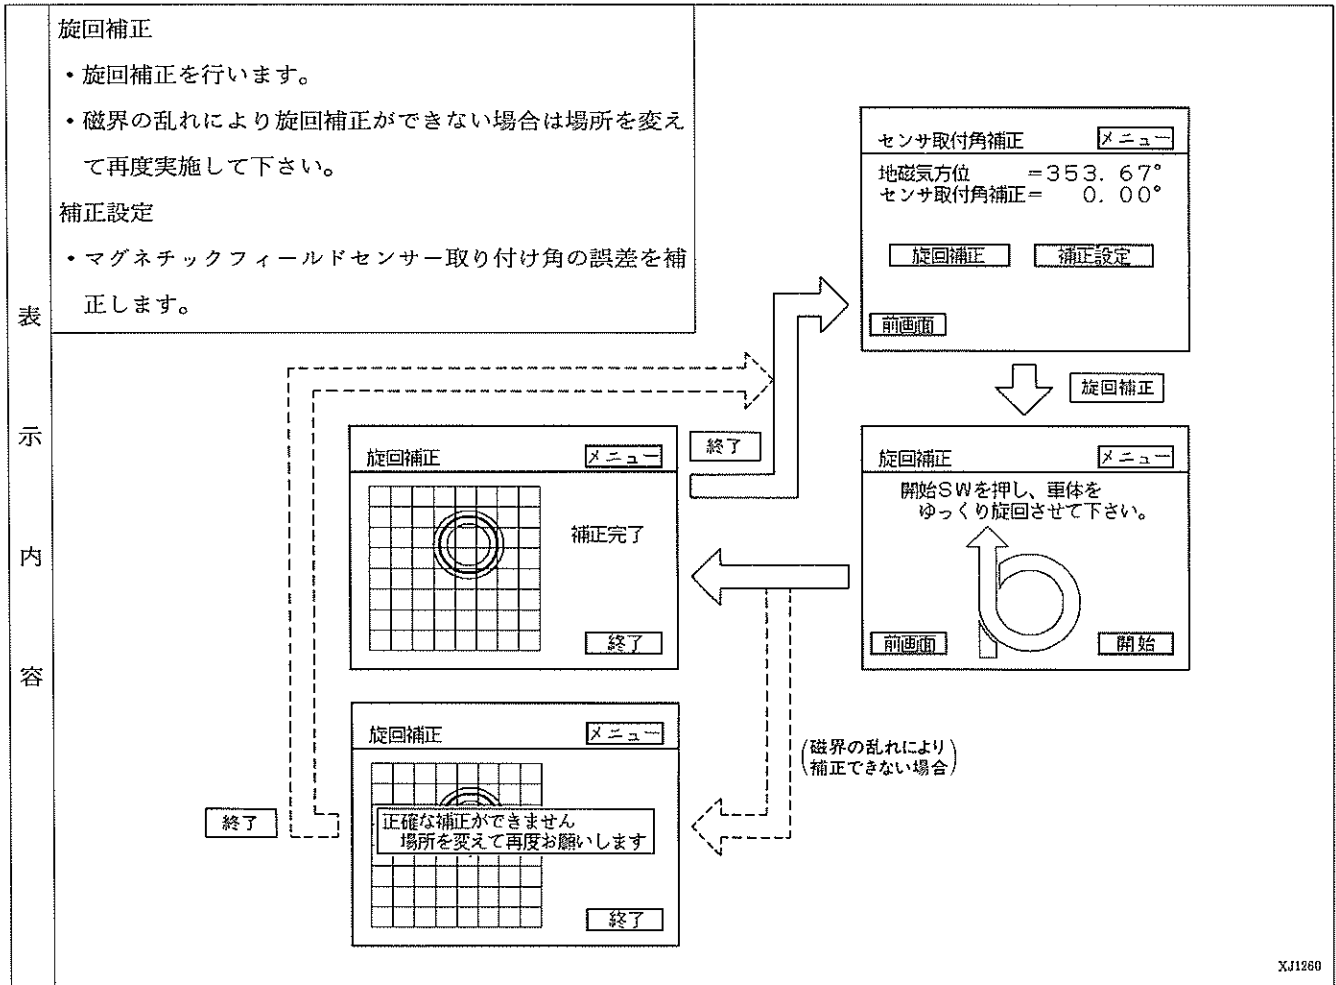 旋回補正
・旋回補正を行います。
・磁界の乱れにより旋回補正ができない場合は場所を変え
て再度実施して下さい。
補正設定
・マグネチックフィールドセンサー取り付け角の誤差を補
正します。
表示内容
センサ取付角補正 メニュー
地磁気方位 =353.67°
センサ取付角補正= 0.00°
旋回補正 補正設定
前画面
旋回補正
旋回補正 メニュー
開始SWを押し、車体を
ゆっくり旋回させて下さい。
前画面 開始
終了
旋回補正 メニュー
補正完了
終了
(磁界の乱れにより
補正できない場合)
旋回補正 メニュー
正確な補正ができません
場所を変えて再度お願いします
終了
終了
XJ1260